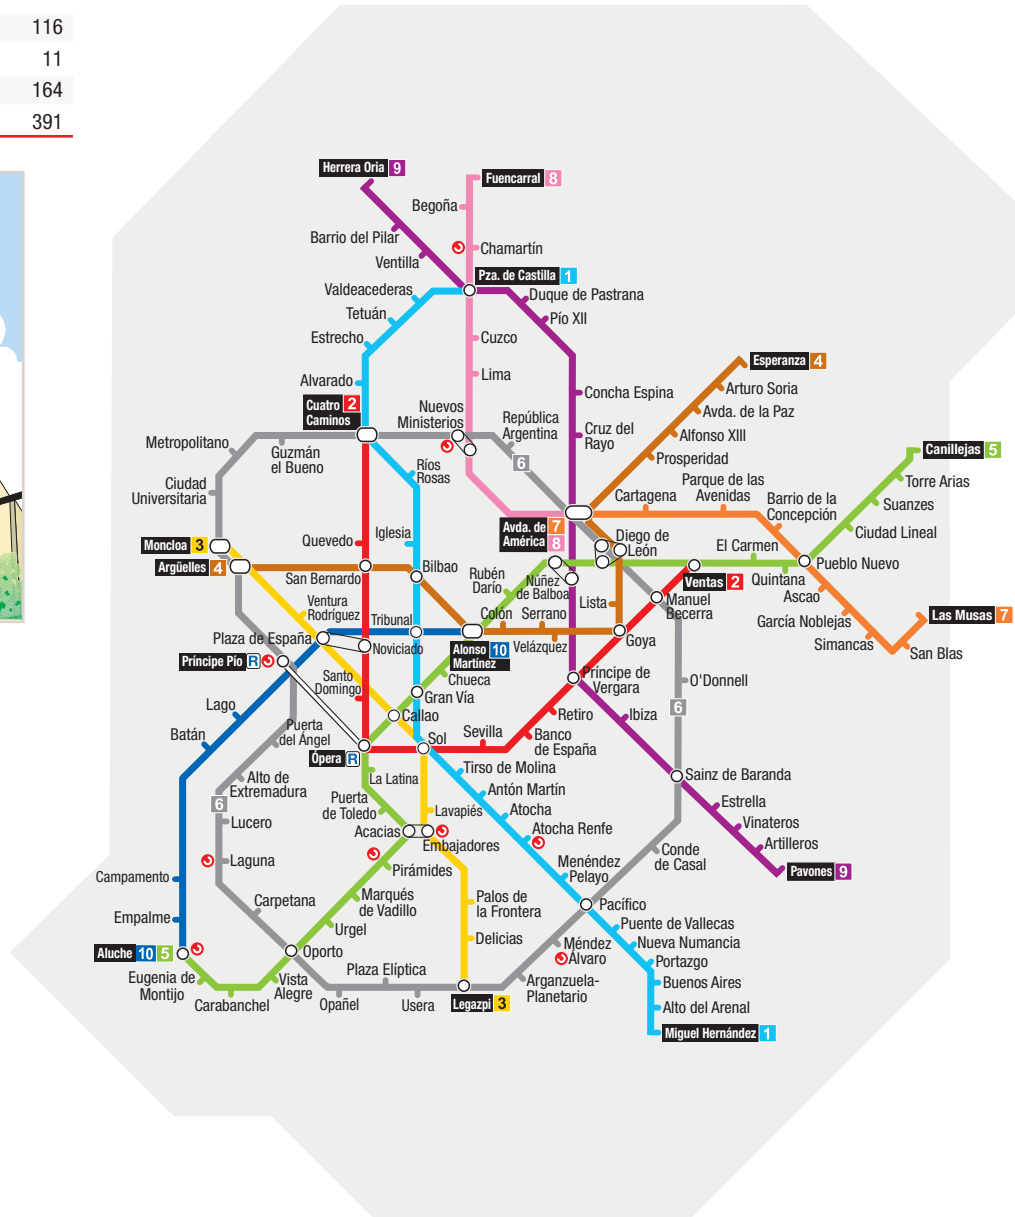 116
11
164
391
Herrera Oria 9
Fuencarral 8
Begoña
Barrio del Pilar
Chamartín
Ventilla
Pza. de Castilla 1
Valdeacederas
Duque de Pastrana
Tetuán
Pío XII
Estrecho
Cuzco
Esperanza 4
Lima
Alvarado
Arturo Soria
Concha Espina
Cuatro 2
Caminos
Nuevos
Ministerios
República
Argentina
Avda. de la Paz
Cruz del
Rayo
Alfonso XIII
Metropolitano
Guzmán
el Bueno
6
Canillejas 5
Prosperidad
Ríos
Rosas
Ciudad
Universitaria
Parque de las
Avenidas
Torre Arias
Cartagena
Barrio de la
Concepción
Suanzes
Avda. de 7
América 8
Iglesia
Quevedo
Diego de
León
Ciudad Lineal
Moncloa 3
El Carmen
Argüelles 4
Bilbao
Pueblo Nuevo
San Bernardo
Rubén
Darío
Núñez
de Balboa
Ventas 2
Quintana
Ascao
Ventura
Rodríguez
Lista
Manuel
Becerra
Colón
Serrano
García Noblejas
Las Musas 7
Tribunal
Plaza de España
Noviciado
Alonso 10
Martínez
Velázquez
Goya
Simancas
San Blas
Príncipe Pío R
Santo
Domingo
Chueca
Príncipe de
Vergara
O'Donnell
Gran Vía
Lago
Callao
Retiro
Ibiza
6
Batán
Puerta
del Ángel
Sol
Sevilla
Banco
de España
Ópera R
Tirso de Molina
Sainz de Baranda
Alto de
Extremadura
La Latina
Antón Martín
6
Puerta
de Toledo
Lavapiés
Atocha
Estrella
Lucero
Acacias
Embajadores
Atocha Renfe
Vinateros
Artilleros
Laguna
Pirámides
Menéndez
Pelayo
Conde
de Casal
Pavones 9
Campamento
Carpetana
Marqués
de Vadillo
Palos de
la Frontera
Pacífico
Empalme
Urgel
Puente de Vallecas
Delicias
Nueva Numancia
Aluche 10 5
Oporto
Méndez
Álvaro
Portazgo
Eugenia de
Montijo
Vista
Alegre
Plaza Elíptica
Arganzuela-
Planetario
Buenos Aires
Carabanchel
Opañel
Usera
Legazpi 3
Alto del Arenal
Miguel Hernández 1